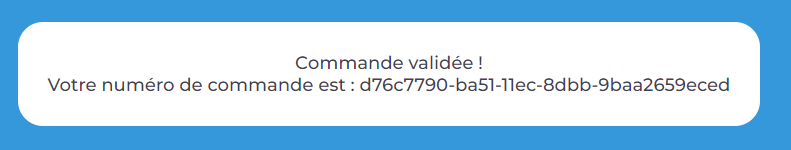 Commande validée !
Votre numéro de commande est : d76c7790-ba51-11ec-8dbb-9baa2659eced